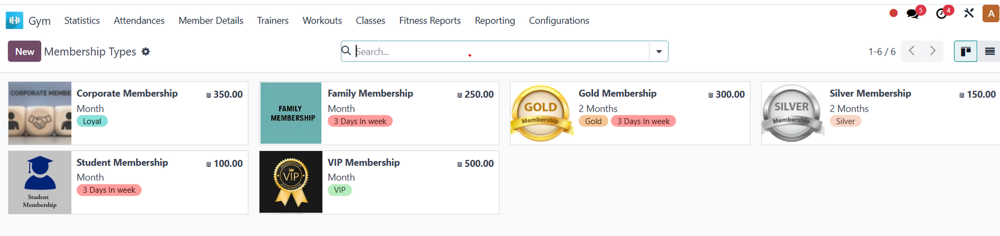 Gym Statistics Attendances Member Details Trainers Workouts Classes Fitness Reports Reporting Configurations 5 4 A
New Membership Types Search... 1-6 / 6
CORPORATE MEMBE
Corporate Membership ₪ 350.00
Month
Loyal
FAMILY
MEMBERSHIP
Family Membership ₪ 250.00
Month
3 Days In week
GOLD
Membership
Gold Membership ₪ 300.00
2 Months
Gold 3 Days In week
SILVER
Membership
Silver Membership ₪ 150.00
2 Months
Silver
Student
Membership
Student Membership ₪ 100.00
Month
3 Days In week
MEMBERSHIP
VIP
VIP Membership ₪ 500.00
Month
VIP